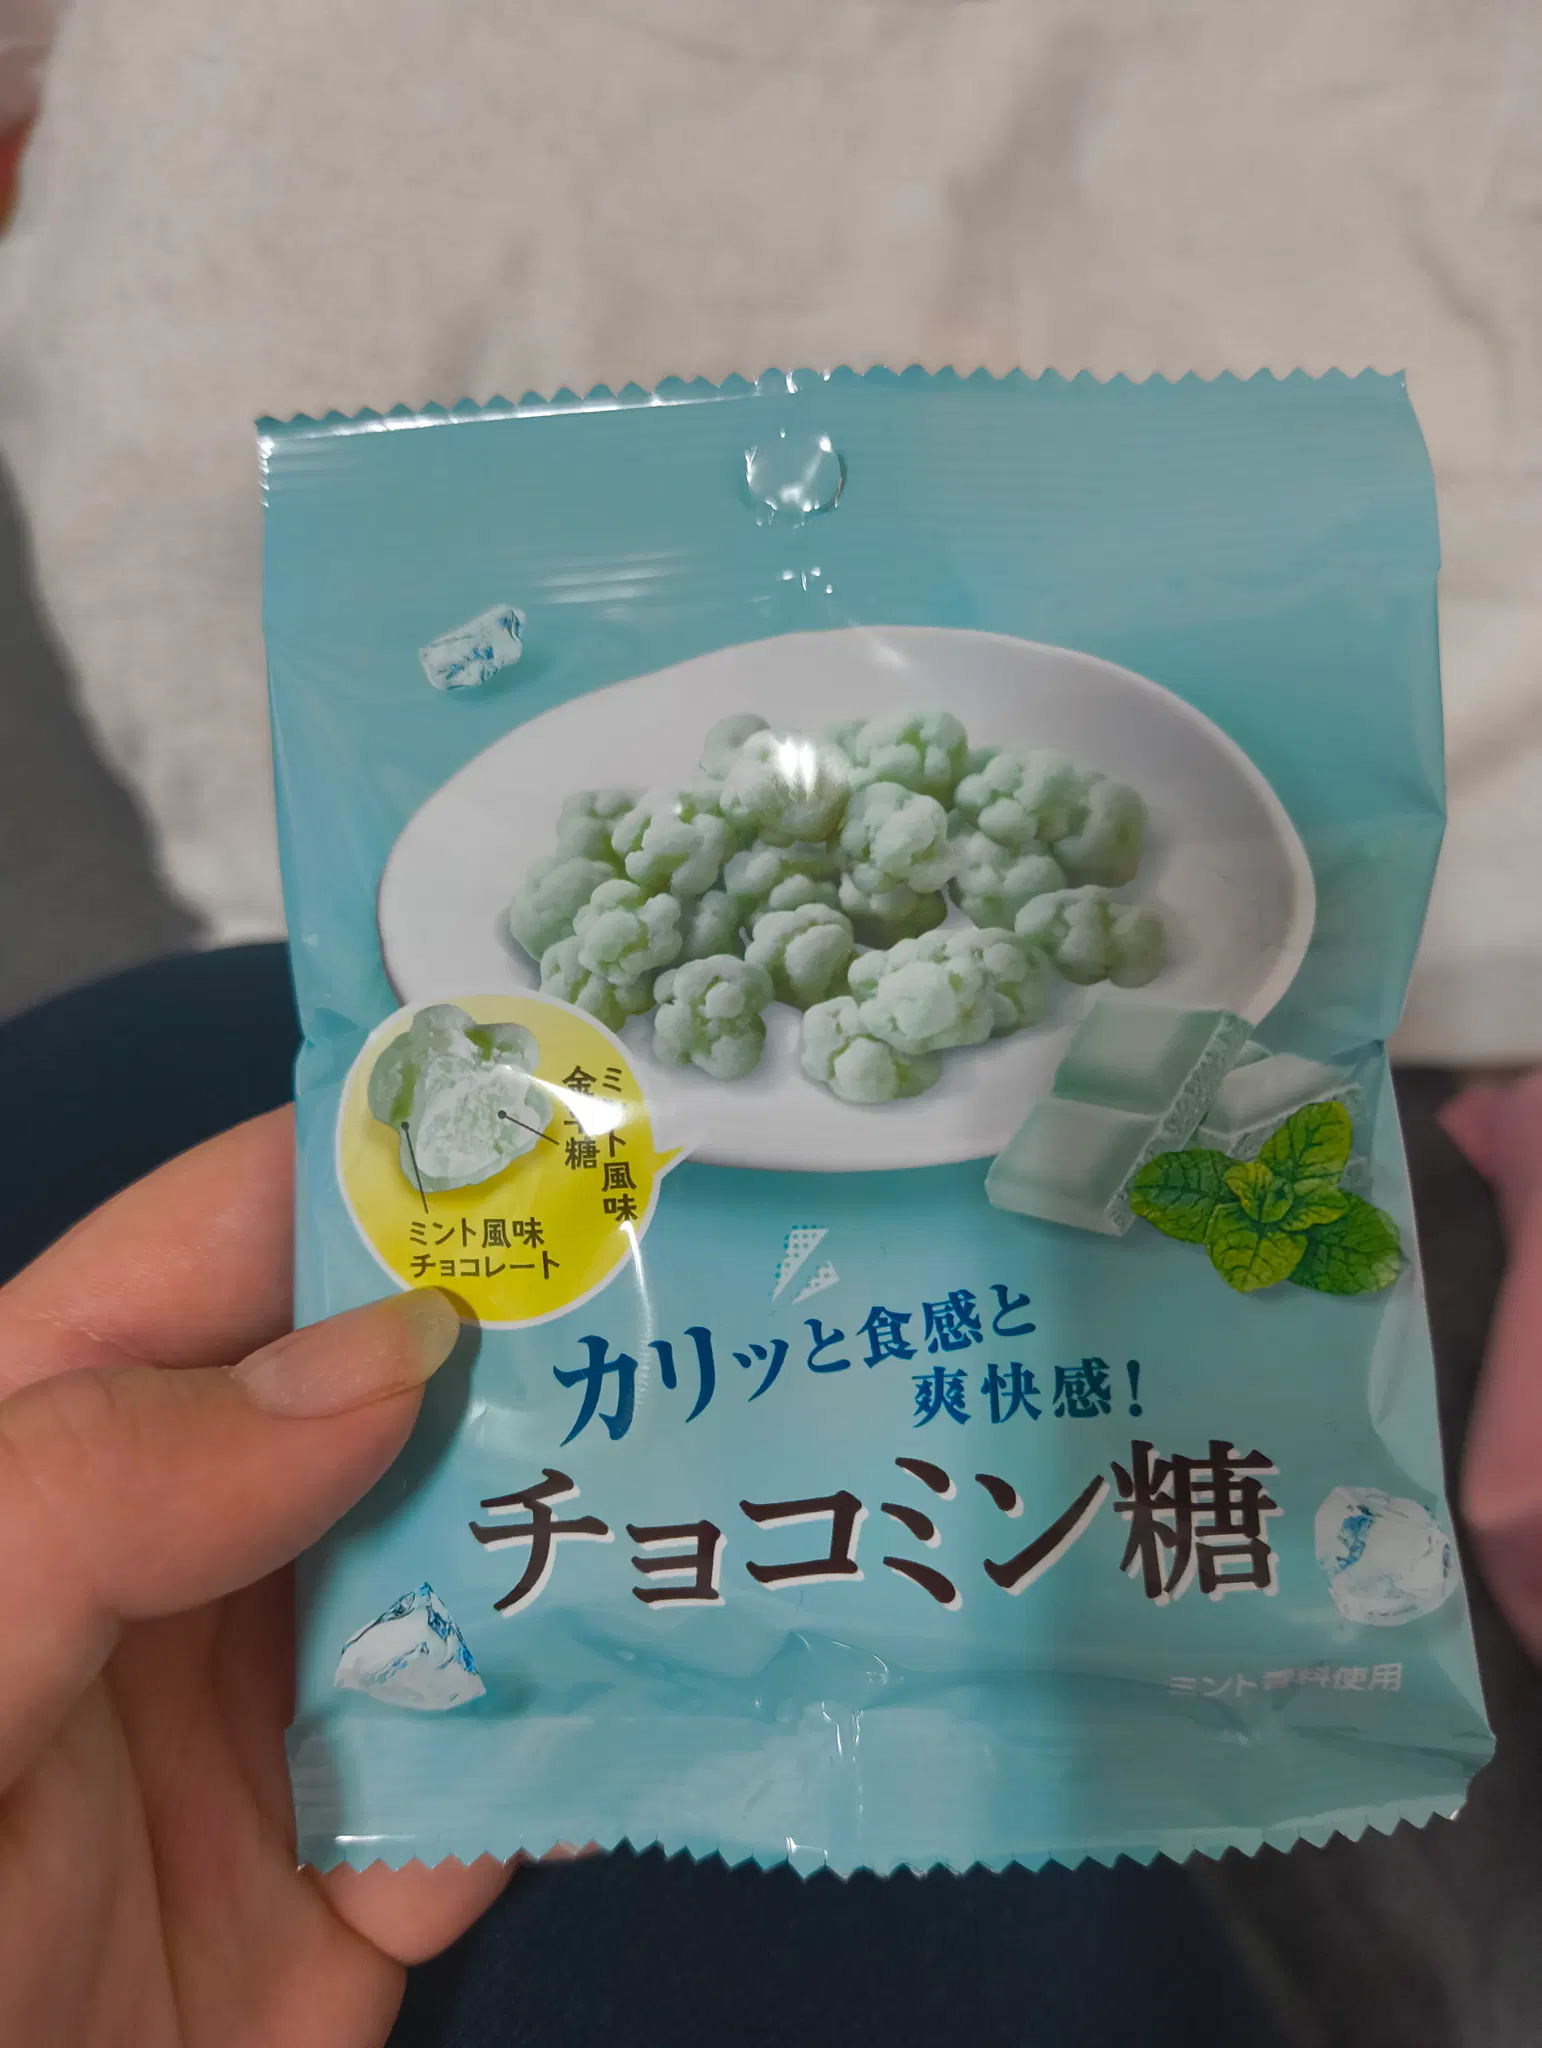 ミント風味
金平糖
ミント風味
チョコレート
カリッと食感と
爽快感！
チョコミン糖
ミント香料使用